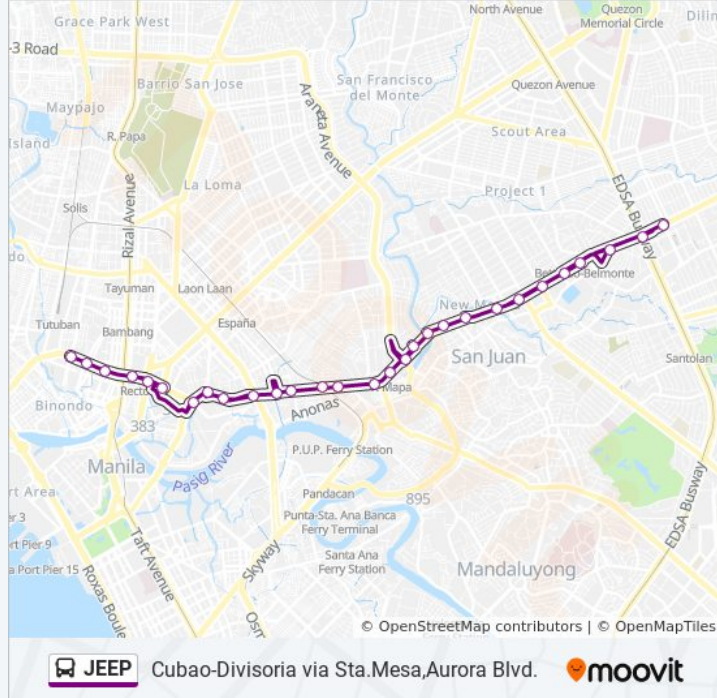 North Avenue
Quezon
Memorial Circle
Dilin
Grace Park West
-3 Road
Barrio San Jose
San Francisco
del Monte
Quezon Avenue
Araneta Avenue
Maypajo
Island
R. Papa
Scout Area
La Loma
Project 1
EDSA Busway
Solis
Rizal Avenue
do
Tayuman
Laon Laan
España
New M
Tutuban
Bambang
San Juan
Santolan
Recto
Mapa
Binondo
Anonas
383
Manila
Pasig River
P.U.P. Ferry Station
rt Area
Pandacan
895
er 3
Punta-Sta. Ana Banca
Ferry Terminal
EDSA Busway
rt Pier 9
Taft Avenue
Skyway
Santa Ana
Ferry Station
a Port Pier 15
Mandaluyong
Roxas Boule
Osm
© OpenStreetMap contributors | © OpenMapTiles
JEEP
Cubao-Divisoria via Sta.Mesa,Aurora Blvd.
moovit